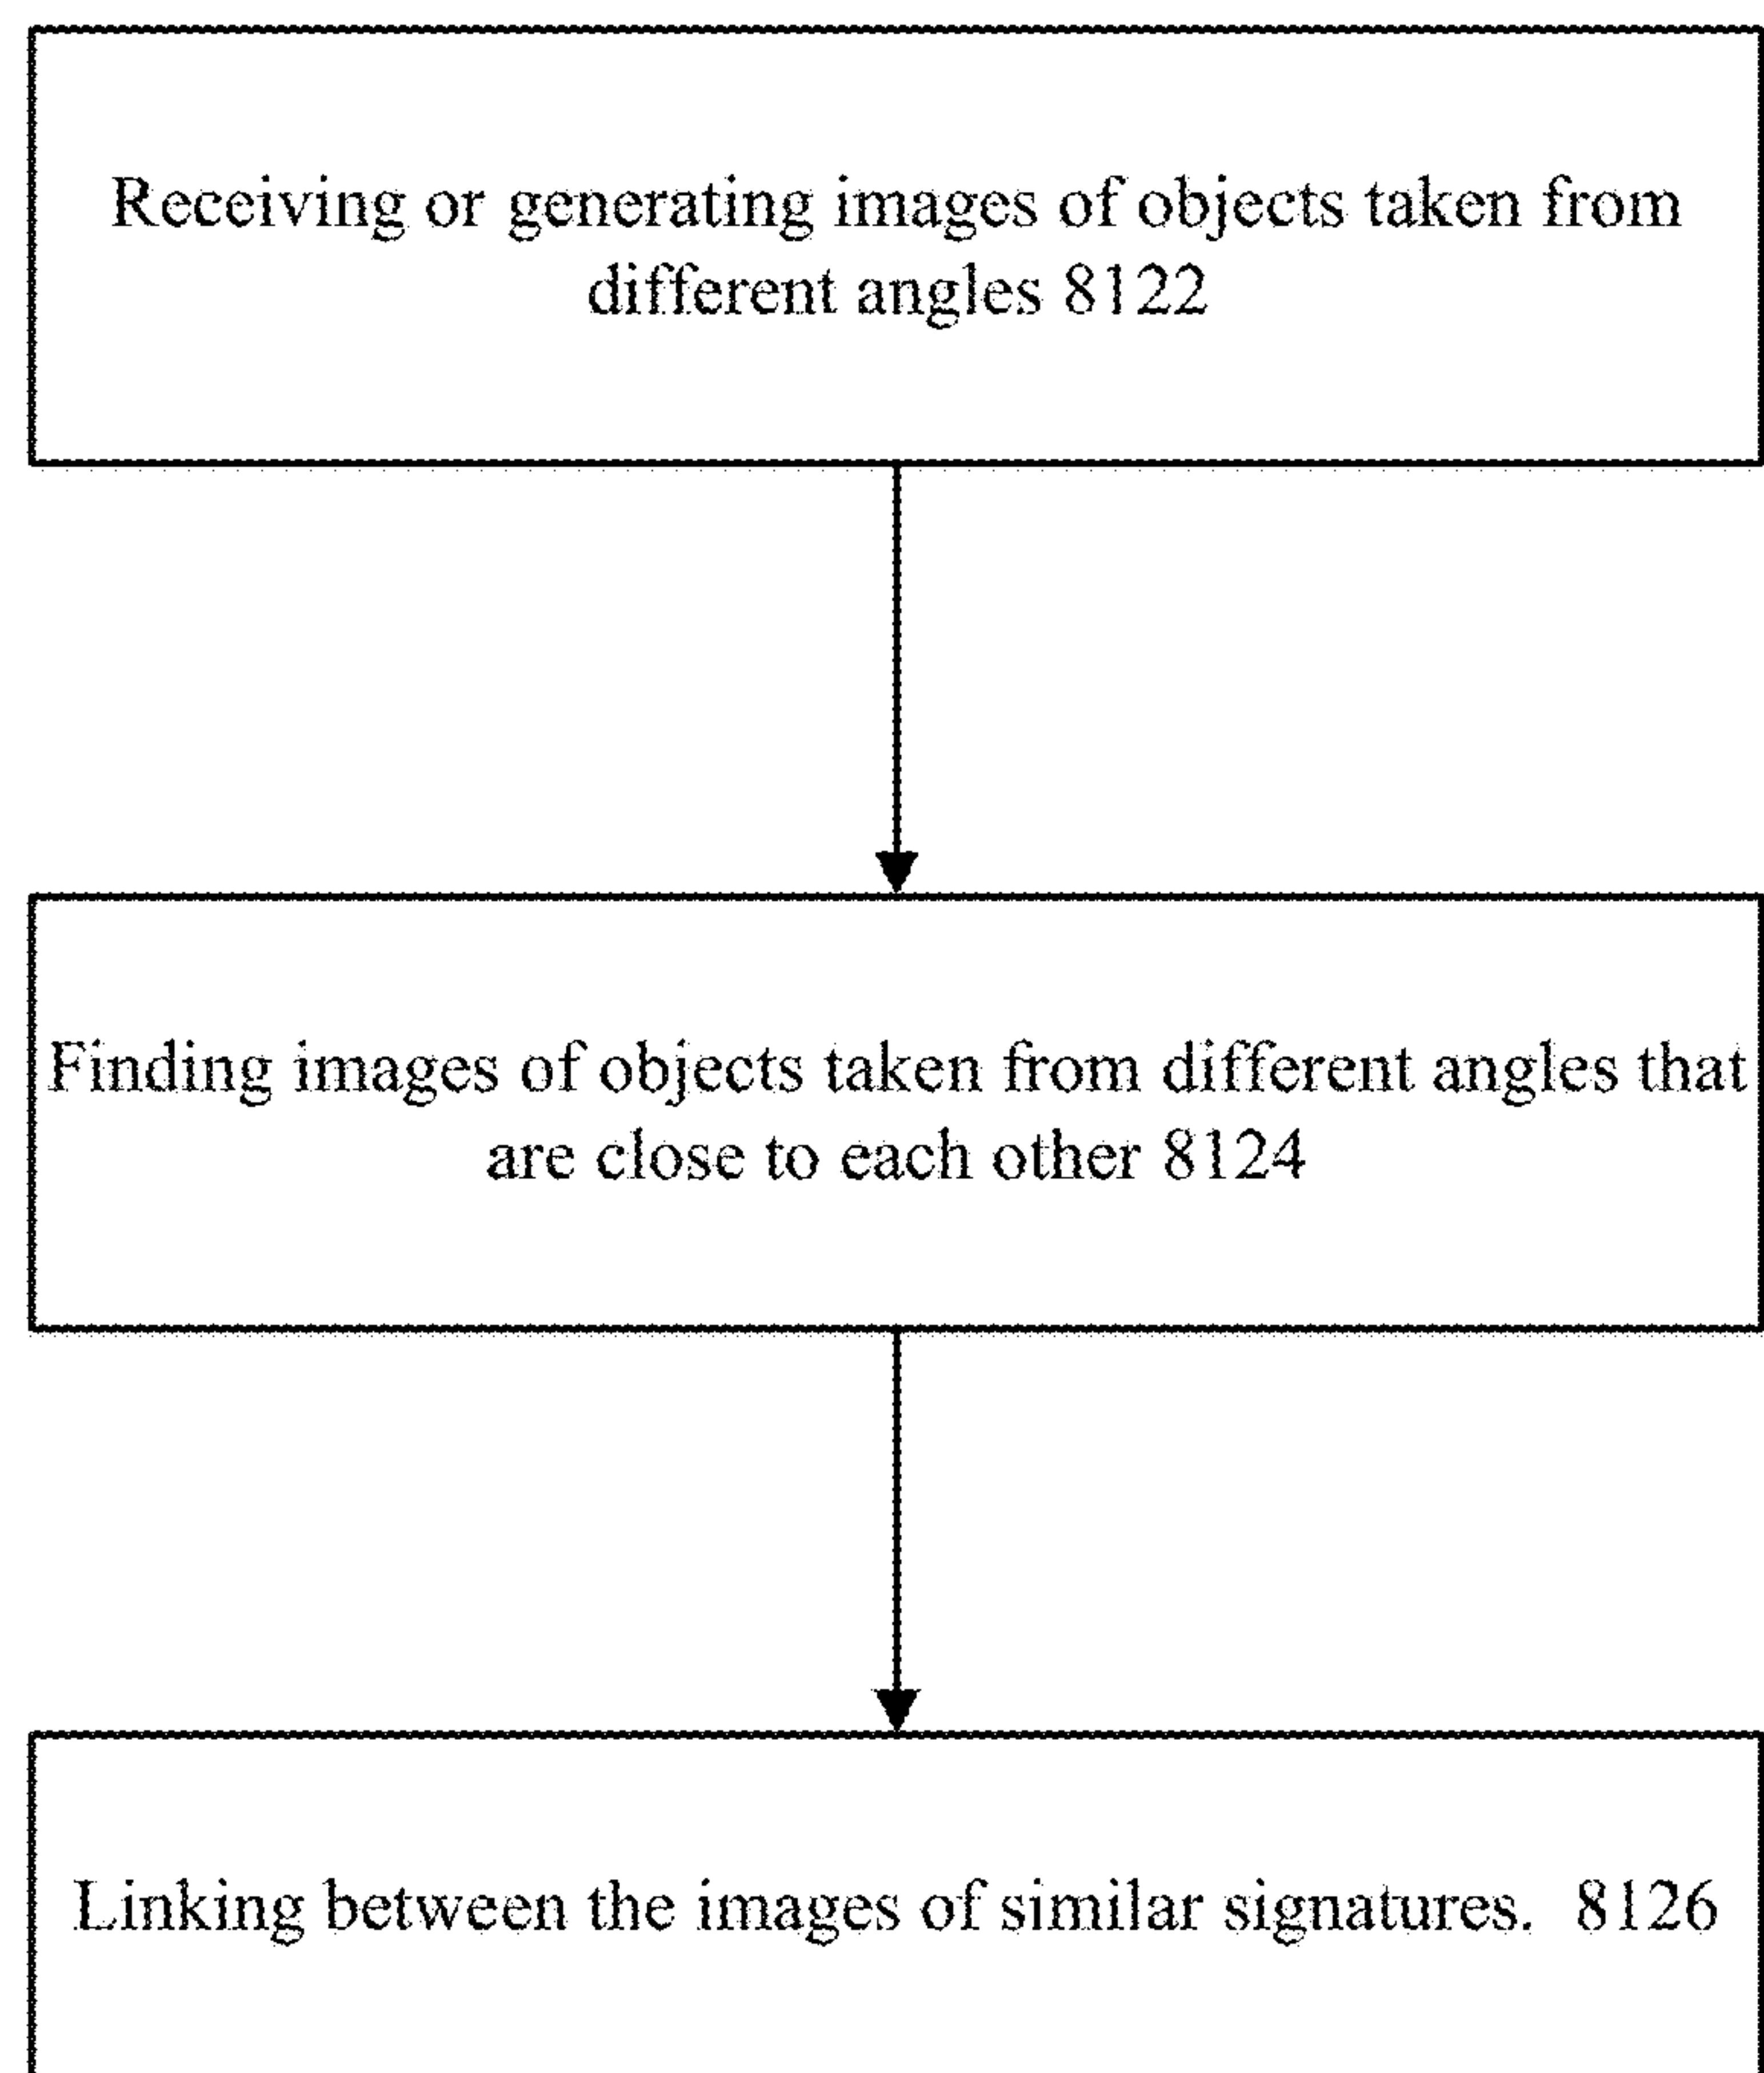 Receiving or generating images of objects taken from
different angles 8122
Finding images of objects taken from different angles that
are close to each other 8124
Linking between the images of similar signatures. 8126